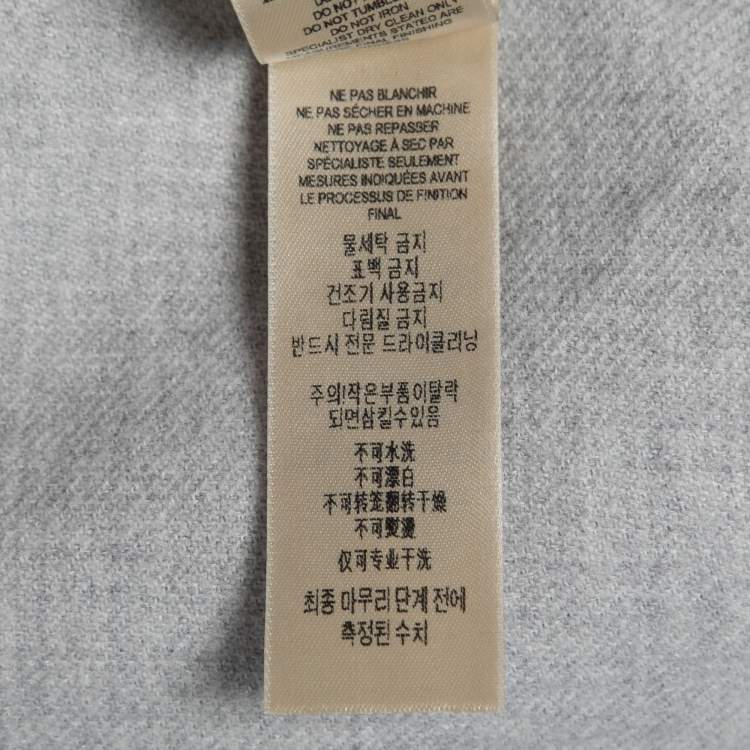 DO NOT
DO NOT TUMBLE
DO NOT IRON
SPECIALIST DRY CLEAN ONLY
MEASUREMENTS STATED ARE
FINAL FINISHING
NE PAS BLANCHIR
NE PAS SÉCHER EN MACHINE
NE PAS REPASSER
NETTOYAGE À SEC PAR
SPÉCIALISTE SEULEMENT
MESURES INDIQUÉES AVANT
LE PROCESSUS DE FINITION
FINAL
물세탁 금지
표백 금지
건조기 사용금지
다림질 금지
반드시 전문 드라이클리닝
주의!작은부품이탈락
되면삼킬수있음
不可水洗
不可漂白
不可转笼翻转干燥
不可熨烫
仅可专业干洗
최종 마무리 단계 전에
측정된 수치